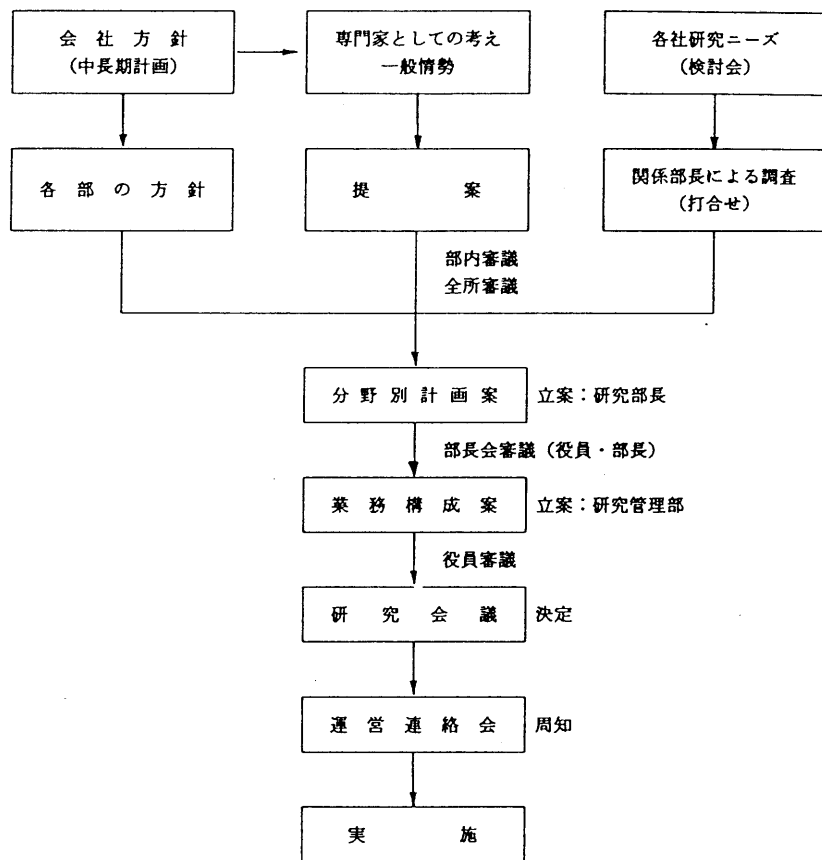 会社方針
(中長期計画)
専門家としての考え
一般情勢
各社研究ニーズ
(検討会)
各部の方針
提案
関係部長による調査
(打合せ)
部内審議
全所審議
分野別計画案
立案：研究部長
部長会審議（役員・部長）
業務構成案
立案：研究管理部
役員審議
研究会議
決定
運営連絡会
周知
実施